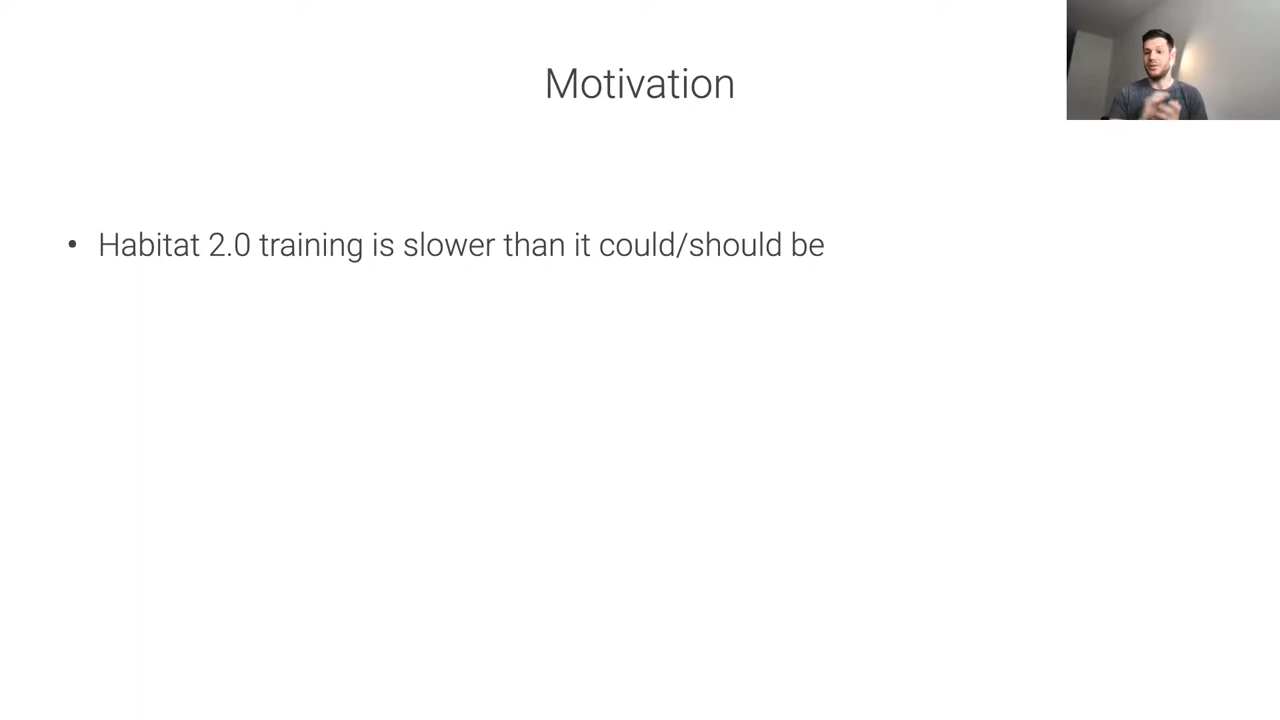 Motivation
• Habitat 2.0 training is slower than it could/should be